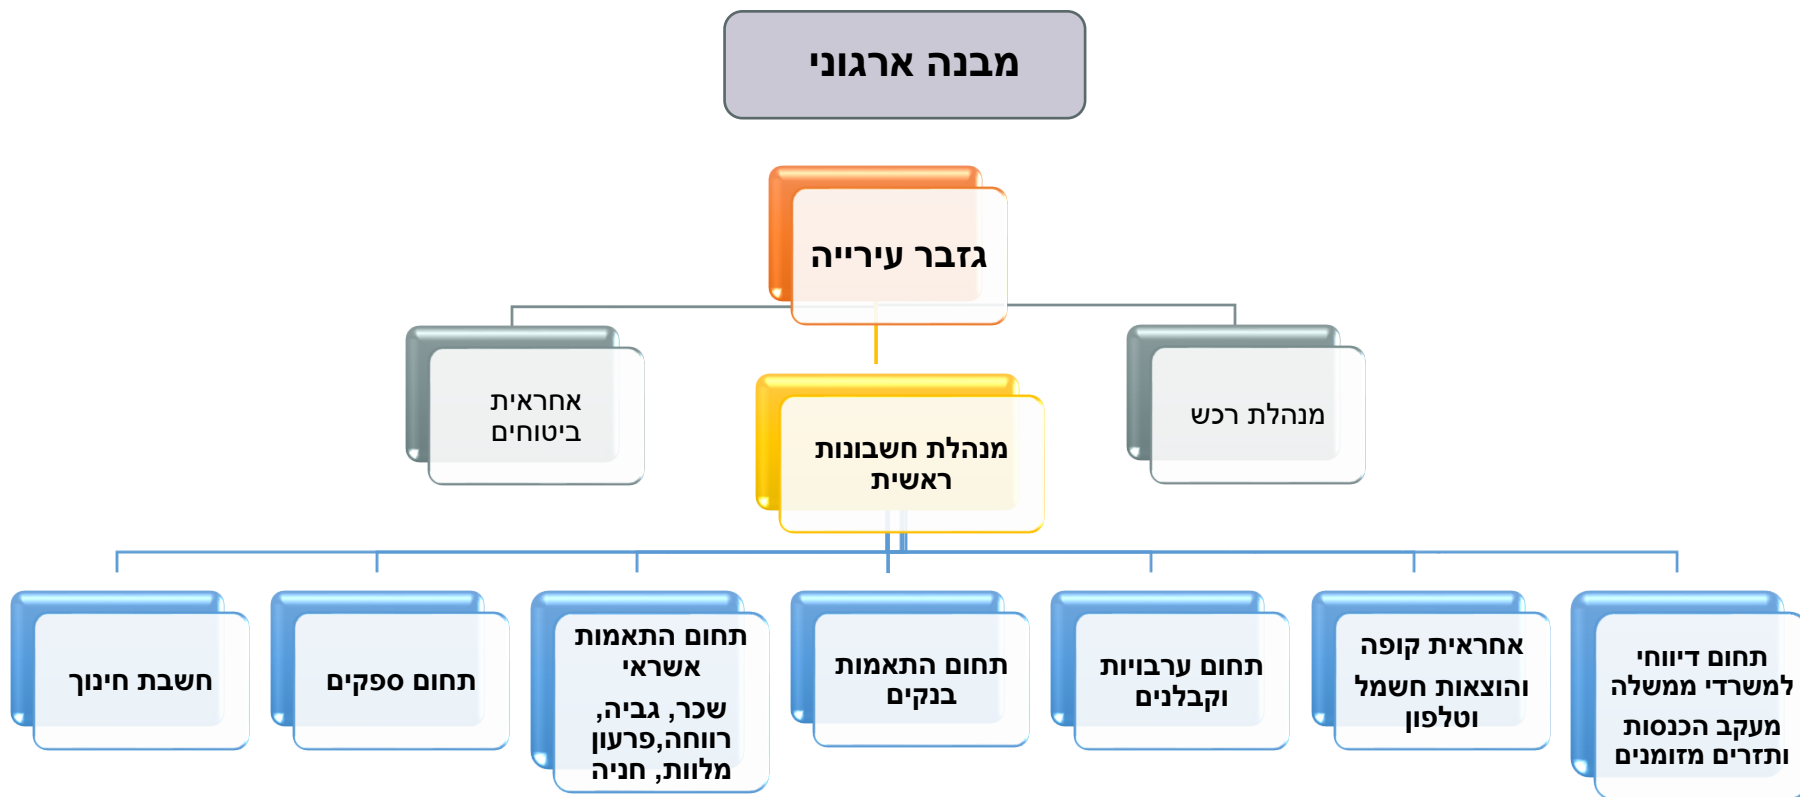 מבנה ארגוני
גזבר עירייה
מנהלת רכש
אחראית
ביטוחים
מנהלת חשבונות
ראשית
תחום דיווחי
למשרדי ממשלה
מעקב הכנסות
ותזרים מזומנים
אחראית קופה
והוצאות חשמל
וטלפון
תחום ערבויות
וקבלנים
תחום התאמות
בנקים
תחום התאמות
אשראי
שכר, גביה,
רווחה,פרעון
מלוות, חניה
תחום ספקים
חשבת חינוך